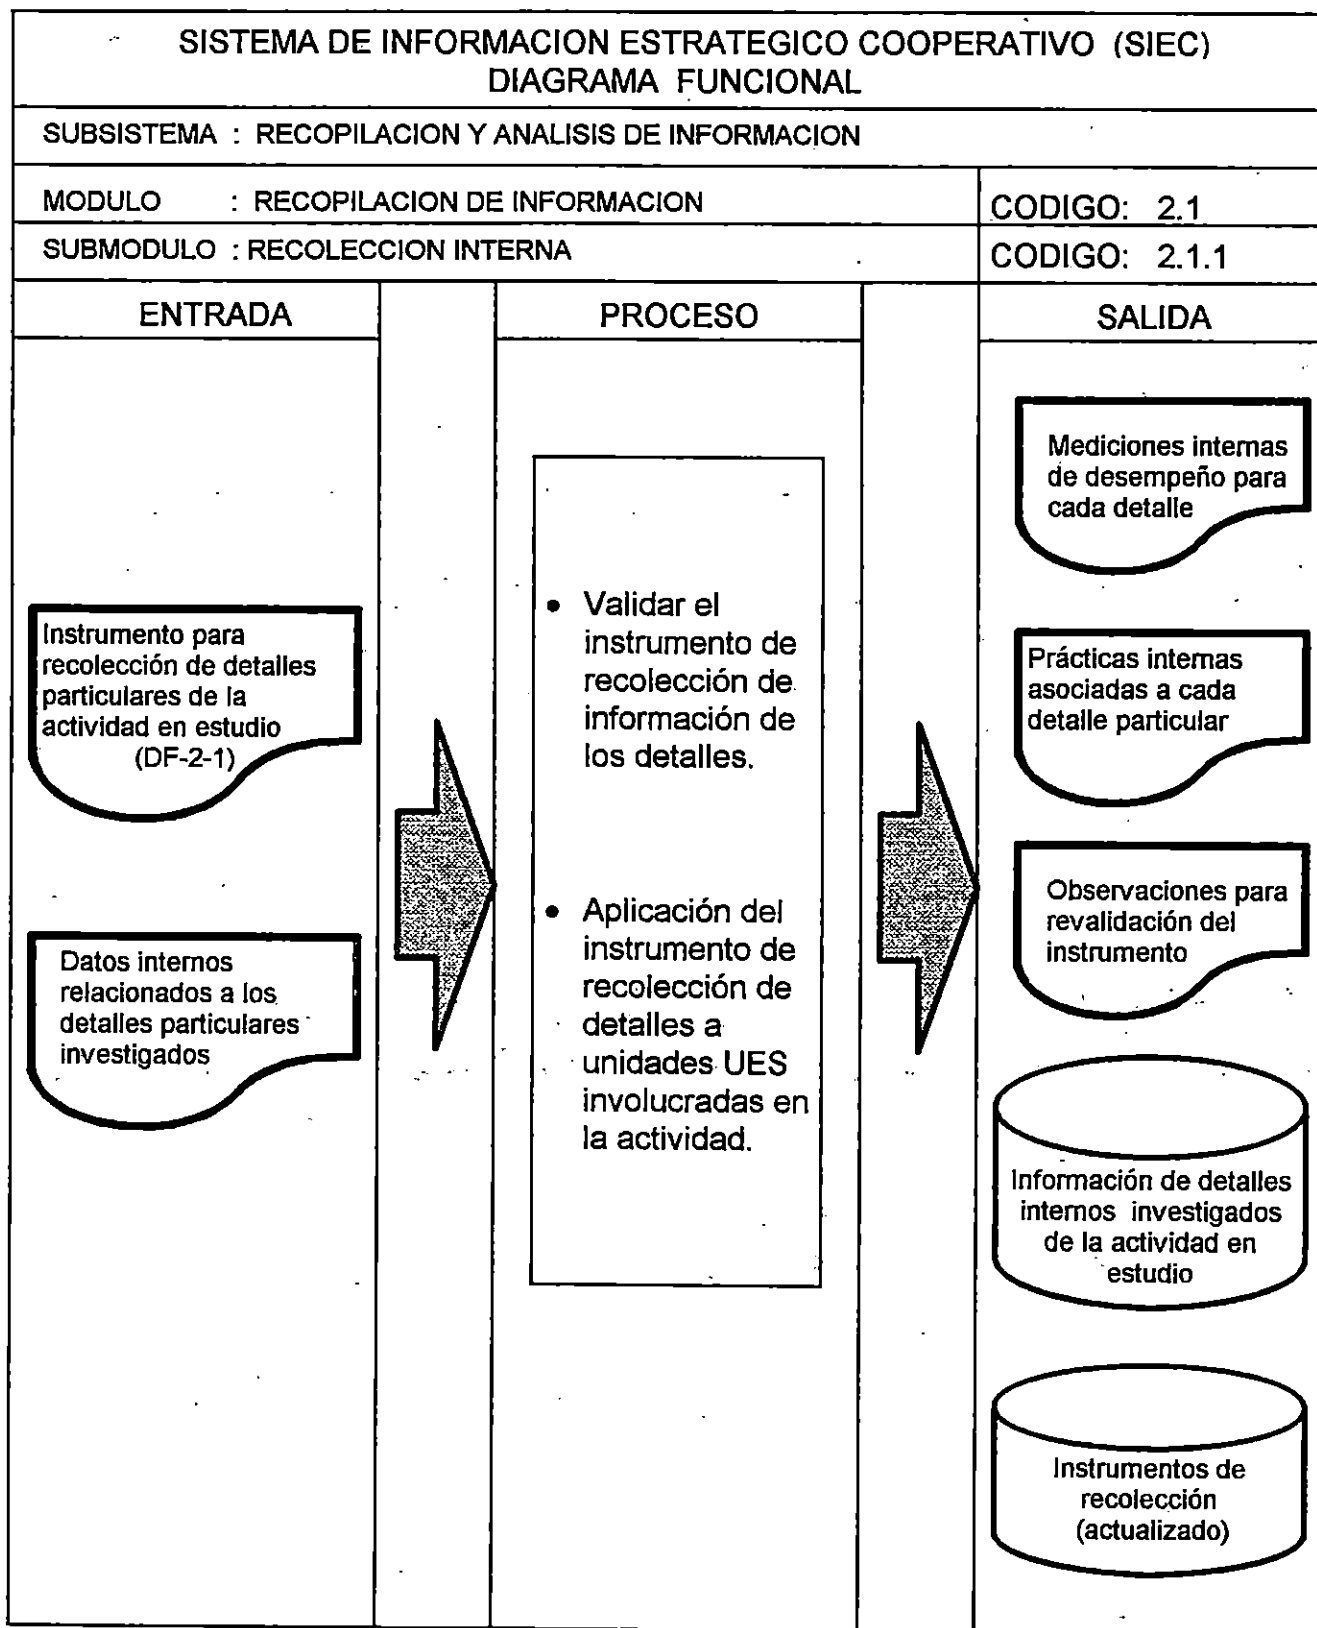 SISTEMA DE INFORMACION ESTRATEGICO COOPERATIVO (SIEC)
DIAGRAMA FUNCIONAL
SUBSISTEMA : RECOPILACION Y ANALISIS DE INFORMACION
MODULO : RECOPILACION DE INFORMACION
CODIGO: 2.1
SUBMODULO : RECOLECCION INTERNA
CODIGO: 2.1.1
ENTRADA
Instrumento para
recolección de detalles
particulares de la
actividad en estudio
(DF-2-1)
Datos internos
relacionados a los
detalles particulares
investigados
PROCESO
• Validar el
instrumento de
recolección de
información de
los detalles.
• Aplicación del
instrumento de
recolección de
detalles a
unidades UES
involucradas en
la actividad.
SALIDA
Mediciones internas
de desempeño para
cada detalle
Prácticas internas
asociadas a cada
detalle particular
Observaciones para
revalidación del
instrumento
Información de detalles
internos investigados
de la actividad en
estudio
Instrumentos de
recolección
(actualizado)